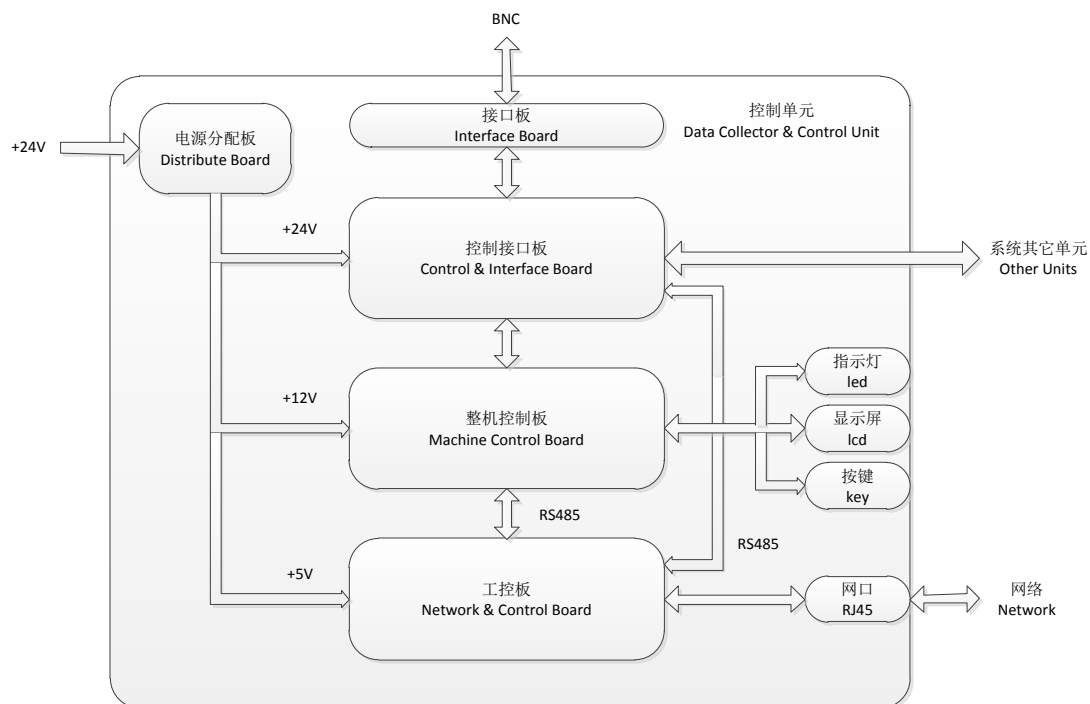 BNC
接口板
Interface Board
控制单元
Data Collector & Control Unit
电源分配板
Distribute Board
+24V
+24V
控制接口板
Control & Interface Board
系统其它单元
Other Units
指示灯
led
+12V
整机控制板
Machine Control Board
显示屏
lcd
按键
key
RS485
RS485
+5V
工控板
Network & Control Board
网口
RJ45
网络
Network